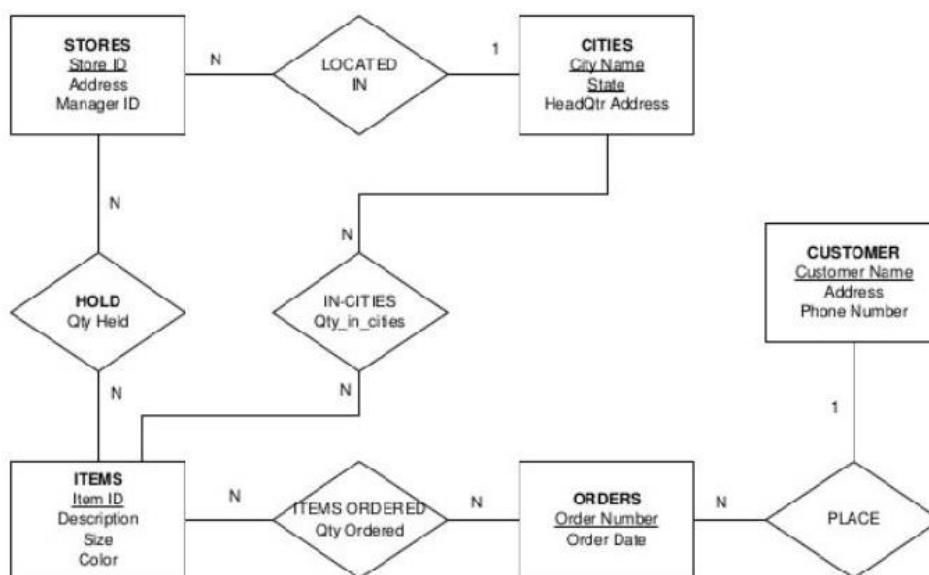 STORES
Store ID
Address
Manager ID
N
LOCATED
IN
1
CITIES
City Name
State
HeadQtr Address
N
N
HOLD
Qty Held
IN-CITIES
Qty_in_cities
CUSTOMER
Customer Name
Address
Phone Number
N
N
1
ITEMS
Item ID
Description
Size
Color
N
ITEMS ORDERED
Qty Ordered
N
ORDERS
Order Number
Order Date
N
PLACE